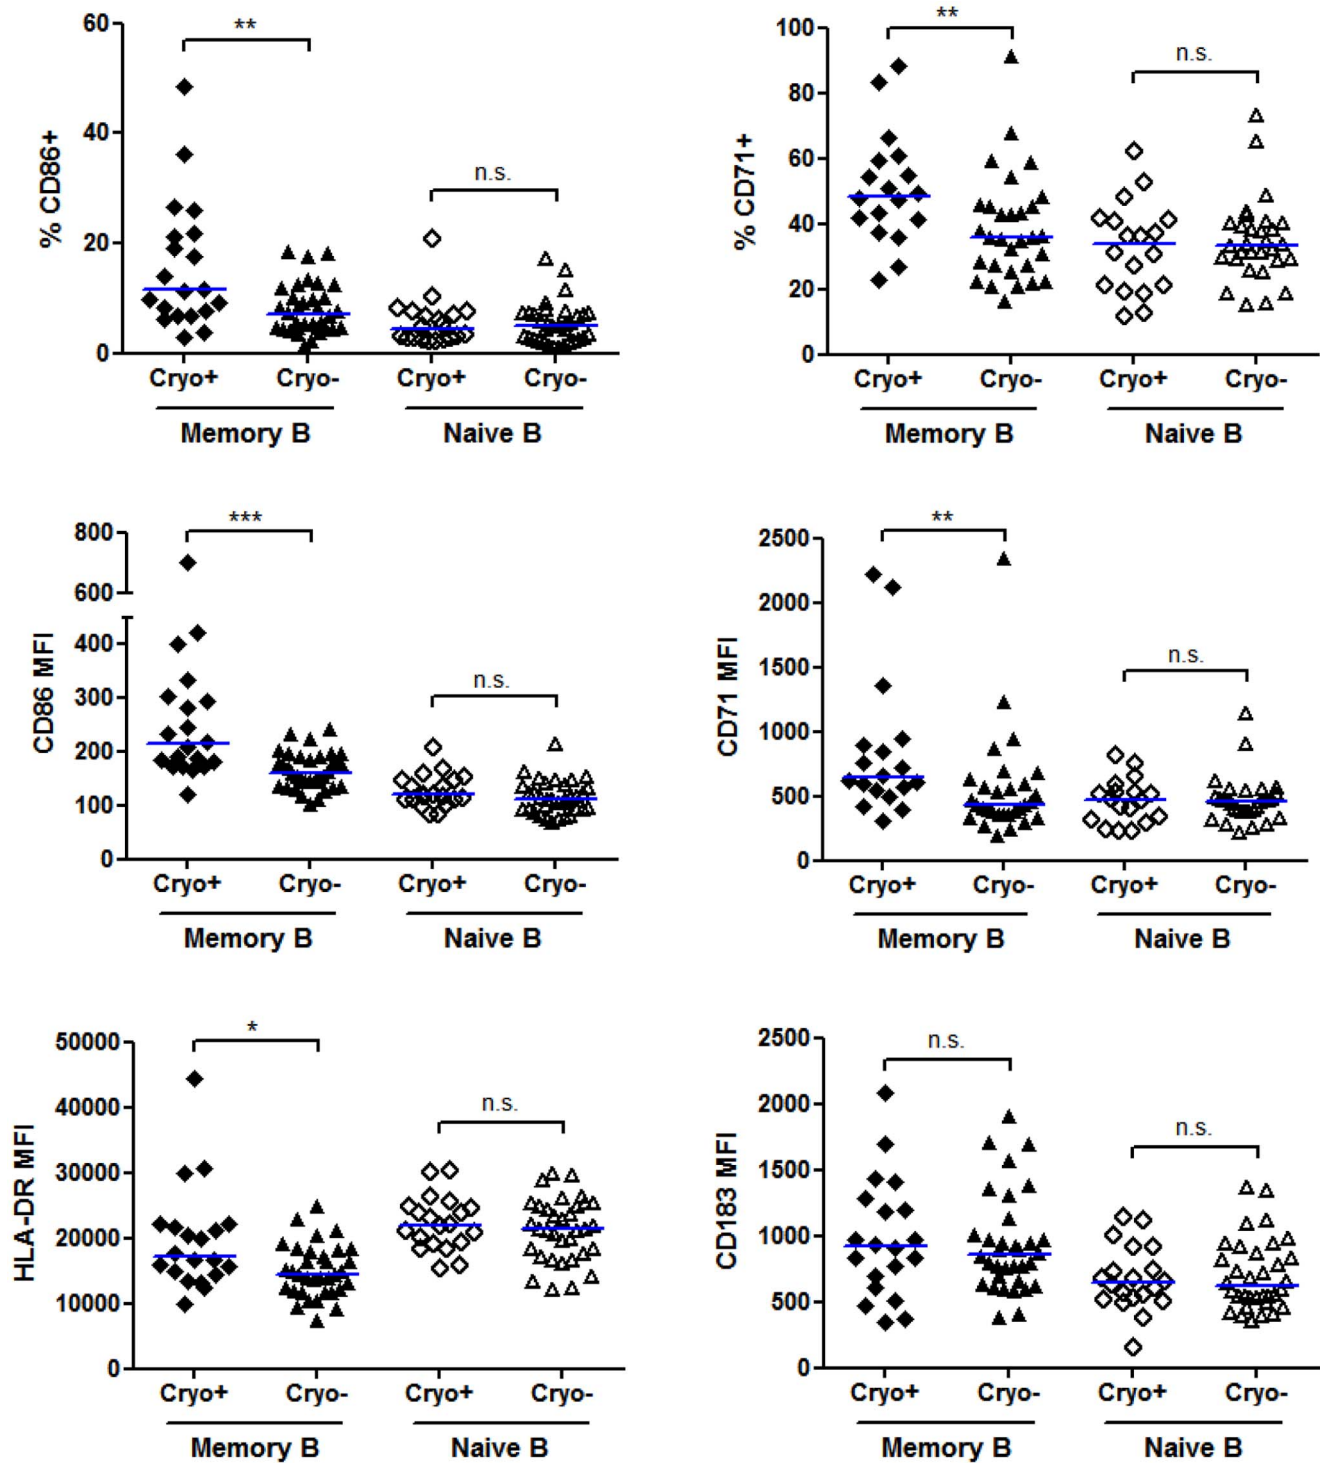 % CD86+
60
40
20
0
**
n.s.
Cryo+ Cryo- Cryo+ Cryo-
Memory B Naive B
% CD71+
100
80
60
40
20
0
**
n.s.
Cryo+ Cryo- Cryo+ Cryo-
Memory B Naive B
CD86 MFI
800
600
400
300
200
100
0
***
n.s.
Cryo+ Cryo- Cryo+ Cryo-
Memory B Naive B
CD71 MFI
2500
2000
1500
1000
500
0
**
n.s.
Cryo+ Cryo- Cryo+ Cryo-
Memory B Naive B
HLA-DR MFI
50000
40000
30000
20000
10000
0
*
n.s.
Cryo+ Cryo- Cryo+ Cryo-
Memory B Naive B
CD183 MFI
2500
2000
1500
1000
500
0
n.s.
n.s.
Cryo+ Cryo- Cryo+ Cryo-
Memory B Naive B